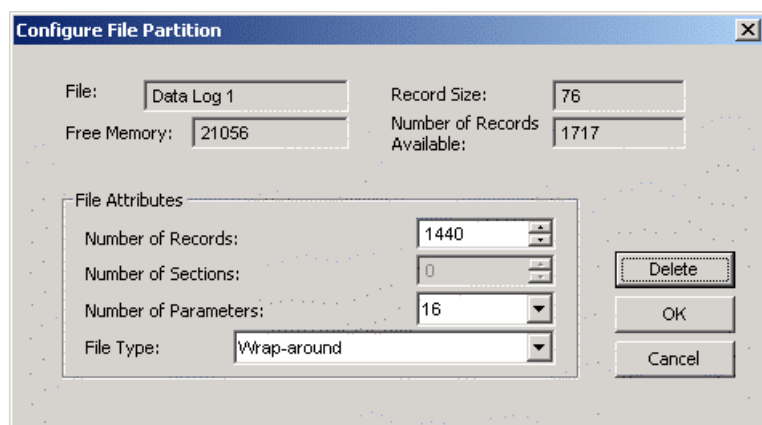 Configure File Partition
File: Data Log 1
Record Size: 76
Free Memory: 21056
Number of Records Available: 1717
File Attributes
Number of Records: 1440
Number of Sections: 0
Number of Parameters: 16
File Type: Wrap-around
Delete
OK
Cancel